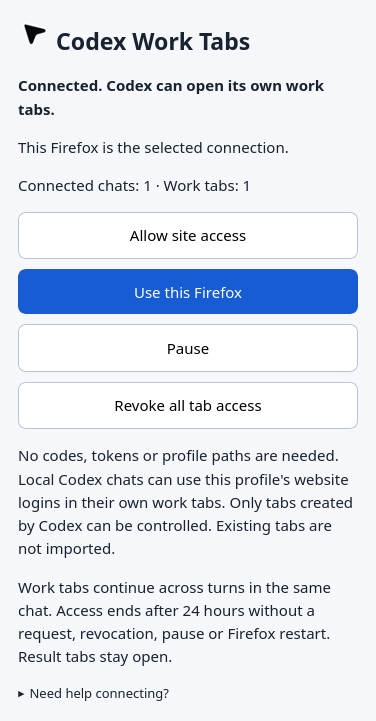 Codex Work Tabs
Connected. Codex can open its own work
tabs.
This Firefox is the selected connection.
Connected chats: 1 · Work tabs: 1
Allow site access
Use this Firefox
Pause
Revoke all tab access
No codes, tokens or profile paths are needed.
Local Codex chats can use this profile's website
logins in their own work tabs. Only tabs created
by Codex can be controlled. Existing tabs are
not imported.
Work tabs continue across turns in the same
chat. Access ends after 24 hours without a
request, revocation, pause or Firefox restart.
Result tabs stay open.
Need help connecting?